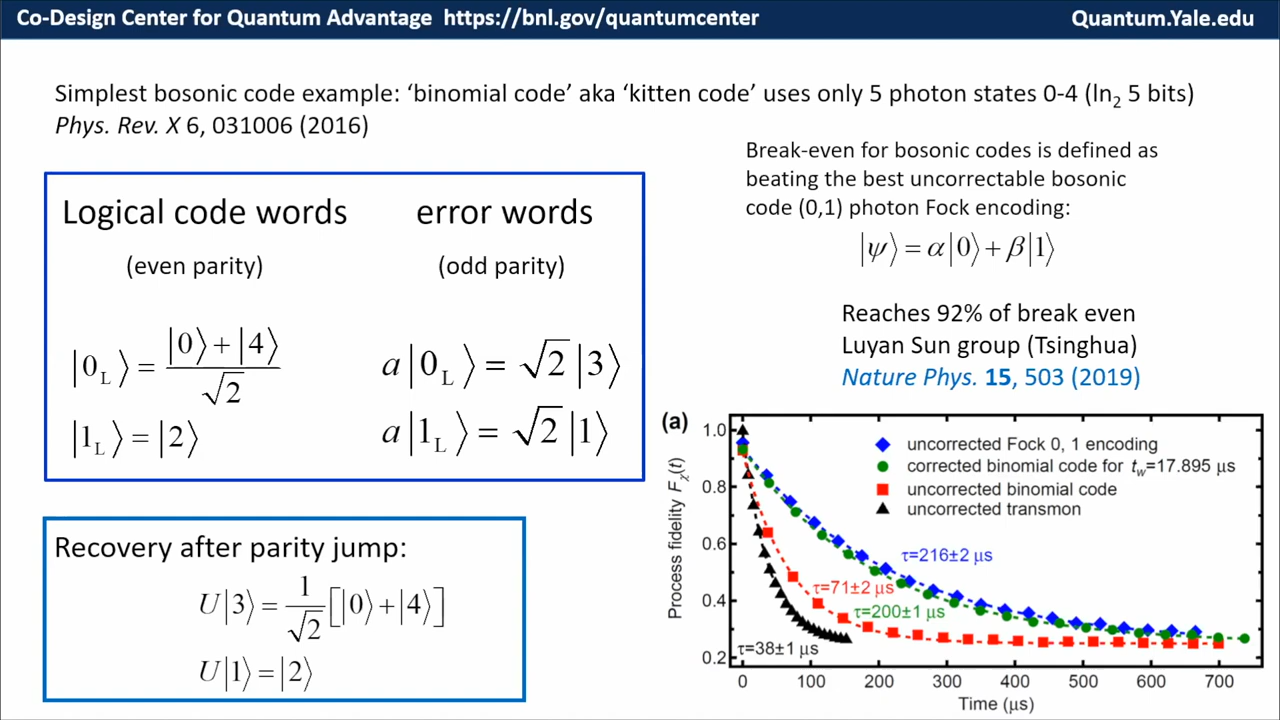 Co-Design Center for Quantum Advantage https://bnl.gov/quantumcenter
Quantum.Yale.edu
Simplest bosonic code example: ‘binomial code’ aka ‘kitten code’ uses only 5 photon states 0-4 (ln₂ 5 bits)
Phys. Rev. X 6, 031006 (2016)
Logical code words
(even parity)
|0_L⟩ = (|0⟩ + |4⟩)/√2
|1_L⟩ = |2⟩
error words
(odd parity)
a|0_L⟩ = √2 |3⟩
a|1_L⟩ = √2 |1⟩
Recovery after parity jump:
U|3⟩ = 1/√2 [|0⟩ + |4⟩]
U|1⟩ = |2⟩
Break-even for bosonic codes is defined as
beating the best uncorrectable bosonic
code (0,1) photon Fock encoding:
|ψ⟩ = α|0⟩ + β|1⟩
Reaches 92% of break even
Luyan Sun group (Tsinghua)
Nature Phys. 15, 503 (2019)
(a)
Process fidelity Fχ(t)
1.0
0.8
0.6
0.4
0.2
uncorrected Fock 0, 1 encoding
corrected binomial code for t_w=17.895 µs
uncorrected binomial code
uncorrected transmon
τ=216±2 µs
τ=71±2 µs
τ=200±1 µs
τ=38±1 µs
0 100 200 300 400 500 600 700
Time (µs)